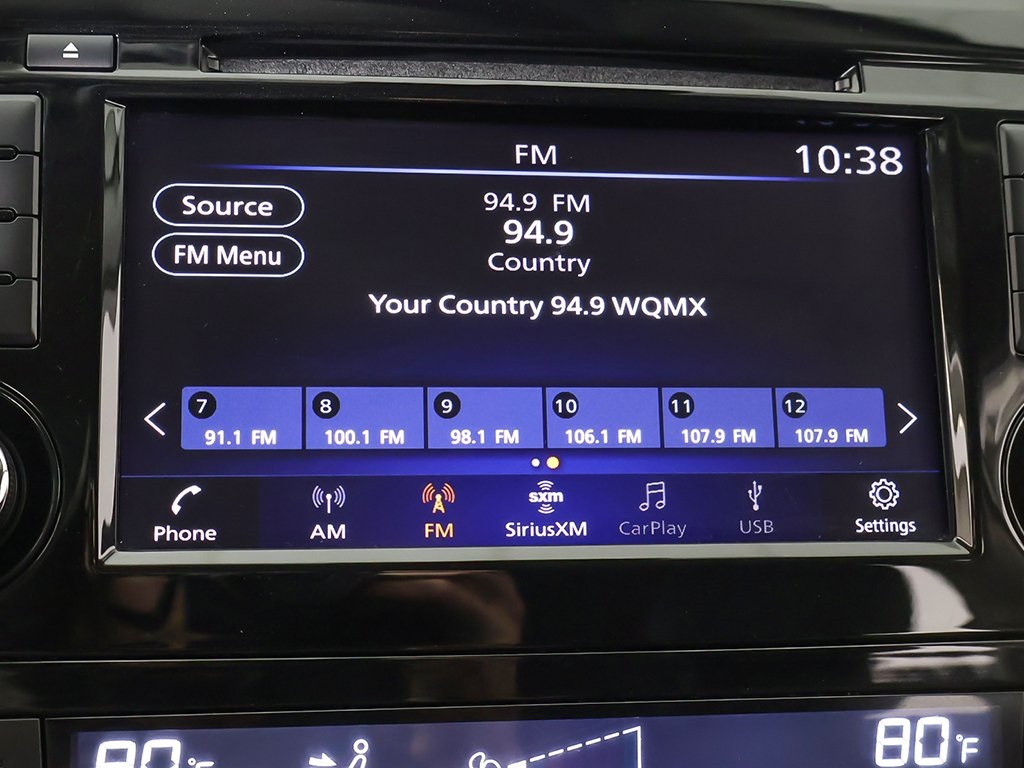 FM
10:38
Source
94.9 FM
94.9
FM Menu
Country
Your Country 94.9 WQMX
7 8 9 10 11 12
91.1 FM 100.1 FM 98.1 FM 106.1 FM 107.9 FM 107.9 FM
sxm
Phone AM FM SiriusXM CarPlay USB Settings
80°F 80°F